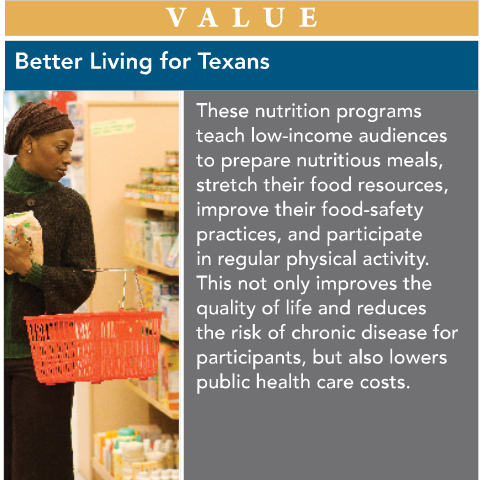 VALUE
Better Living for Texans
These nutrition programs
teach low-income audiences
to prepare nutritious meals,
stretch their food resources,
improve their food-safety
practices, and participate
in regular physical activity.
This not only improves the
quality of life and reduces
the risk of chronic disease for
participants, but also lowers
public health care costs.